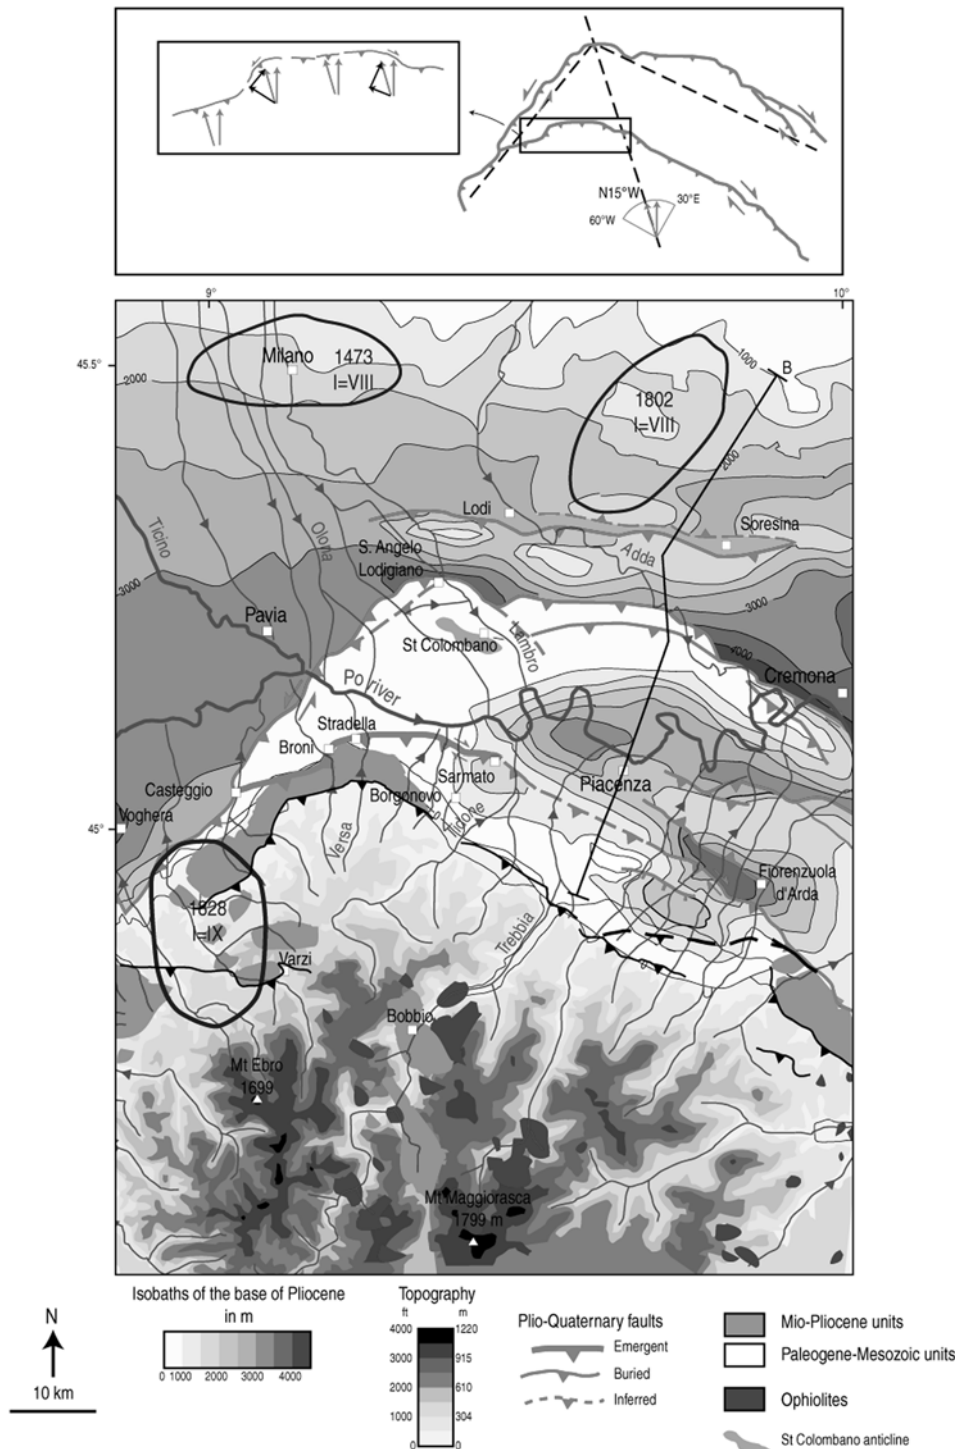 N15°W
30°E
60°W
9°
10°
45.5°
Milano
1473
I=VIII
1000
B
2000
1802
I=VIII
2000
Lodi
Soresina
Ticino
Olona
S. Angelo
Lodigiano
Adda
3000
3000
Pavia
St Colombano
Lambro
Cremona
Po river
Stradella
Broni
Casteggio
Sarmato
Piacenza
Borgonovo
Voghera
45°
Versa
Tidone
Fiorenzuola
d'Arda
1828
I=IX
Trebbia
Varzi
0
Bobbio
Mt Ebro
1699
Mt Maggiorasca
1799 m
Isobaths of the base of Pliocene
in m
0 1000 2000 3000 4000
Topography
ft m
4000 1220
3000 915
2000 610
1000 304
0 0
N
10 km
Plio-Quaternary faults
Emergent
Buried
Inferred
Mio-Pliocene units
Paleogene-Mesozoic units
Ophiolites
St Colombano anticline